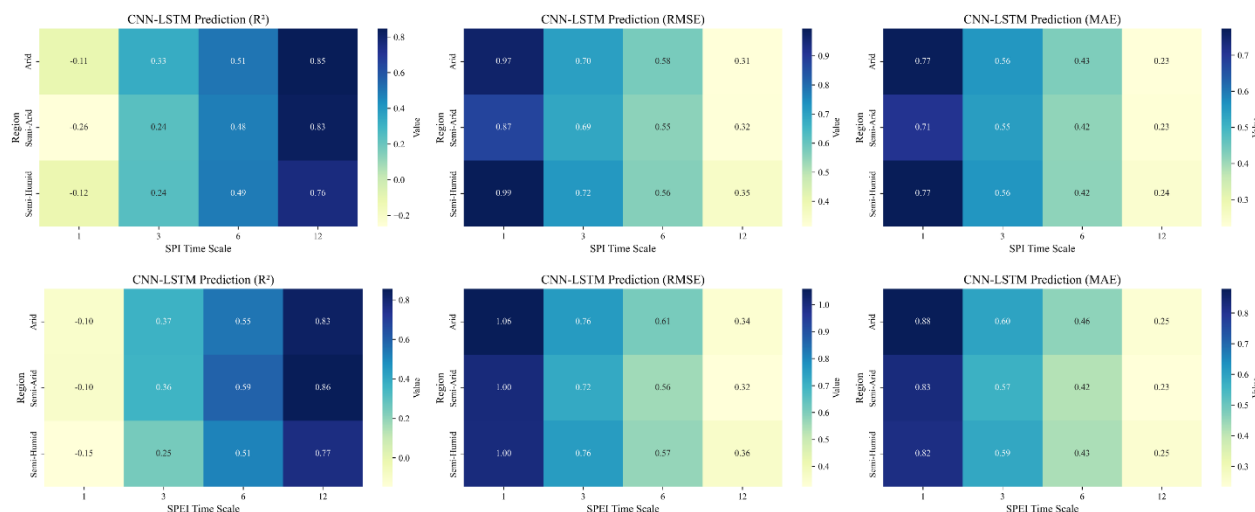 CNN-LSTM Prediction (R²)
Region
Arid
Semi-Arid
Semi-Humid
-0.11 0.33 0.51 0.85
-0.26 0.24 0.48 0.83
-0.12 0.24 0.49 0.76
1 3 6 12
SPI Time Scale
0.8
0.6
0.4
0.2
0.0
−0.2
Value
CNN-LSTM Prediction (RMSE)
Region
Arid
Semi-Arid
Semi-Humid
0.97 0.70 0.58 0.31
0.87 0.69 0.55 0.32
0.99 0.72 0.56 0.35
1 3 6 12
SPI Time Scale
0.9
0.8
0.7
0.6
0.5
0.4
Value
CNN-LSTM Prediction (MAE)
Region
Arid
Semi-Arid
Semi-Humid
0.77 0.56 0.43 0.23
0.71 0.55 0.42 0.23
0.77 0.56 0.42 0.24
1 3 6 12
SPI Time Scale
0.7
0.6
0.5
0.4
0.3
Value
CNN-LSTM Prediction (R²)
Region
Arid
Semi-Arid
Semi-Humid
-0.10 0.37 0.55 0.83
-0.10 0.36 0.59 0.86
-0.15 0.25 0.51 0.77
1 3 6 12
SPEI Time Scale
0.8
0.6
0.4
0.2
0.0
Value
CNN-LSTM Prediction (RMSE)
Region
Arid
Semi-Arid
Semi-Humid
1.06 0.76 0.61 0.34
1.00 0.72 0.56 0.32
1.00 0.76 0.57 0.36
1 3 6 12
SPEI Time Scale
1.0
0.9
0.8
0.7
0.6
0.5
0.4
Value
CNN-LSTM Prediction (MAE)
Region
Arid
Semi-Arid
Semi-Humid
0.88 0.60 0.46 0.25
0.83 0.57 0.42 0.23
0.82 0.59 0.43 0.25
1 3 6 12
SPEI Time Scale
0.8
0.7
0.6
0.5
0.4
0.3
Value